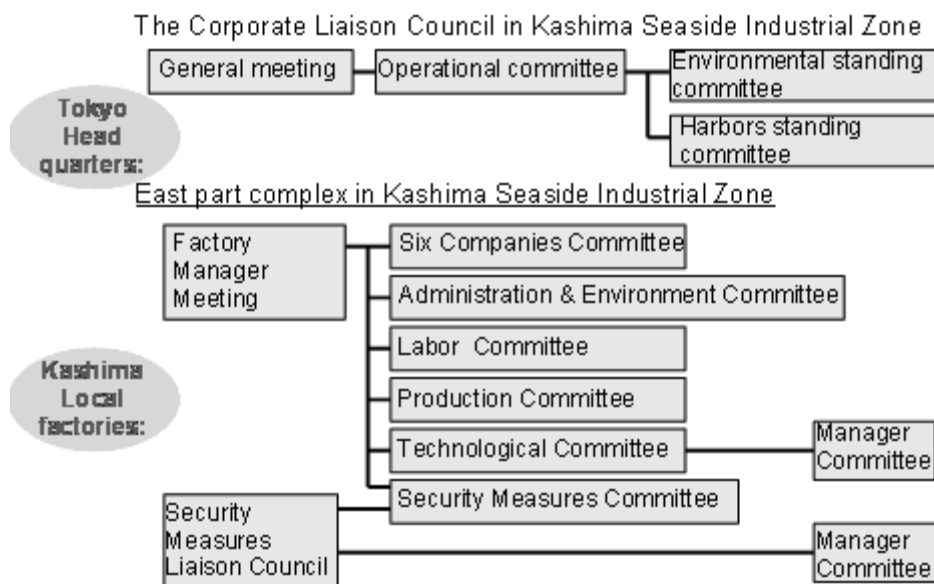 The Corporate Liaison Council in Kashima Seaside Industrial Zone
General meeting
Operational committee
Environmental standing
committee
Harbors standing
committee
Tokyo
Head
quarters:
East part complex in Kashima Seaside Industrial Zone
Factory
Manager
Meeting
Six Companies Committee
Administration & Environment Committee
Labor Committee
Production Committee
Technological Committee
Manager
Committee
Security Measures Committee
Kashima
Local
factories:
Security
Measures
Liaison Council
Manager
Committee